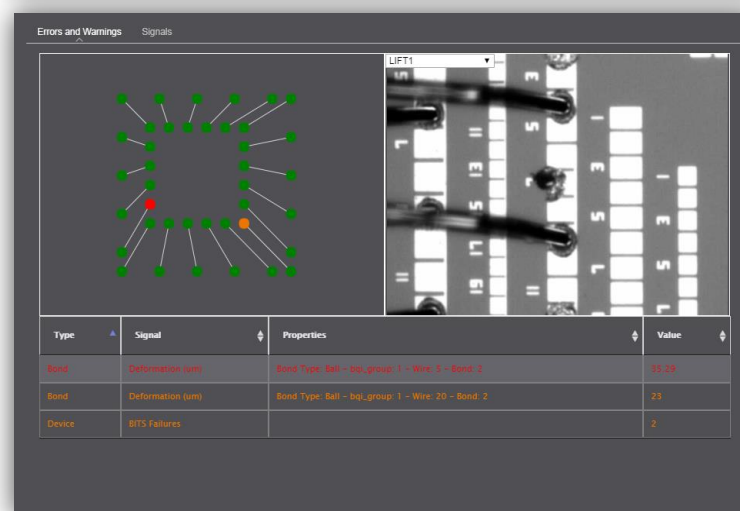 Errors and Warnings Signals
LIFT1
Type Signal Properties Value
Bond Deformation (um) Bond Type: Ball – bqi_group: 1 – Wire: 5 – Bond: 2 35.29
Bond Deformation (um) Bond Type: Ball – bqi_group: 1 – Wire: 20 – Bond: 2 23
Device BITS Failures 2